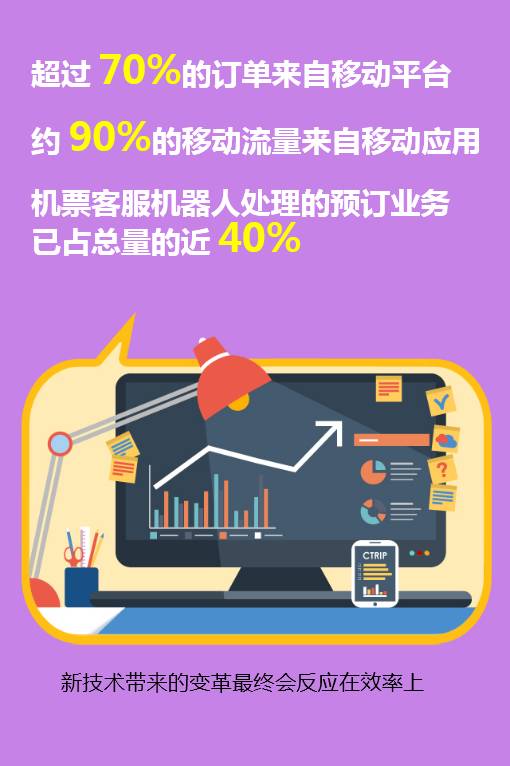 超过 70%的订单来自移动平台
约 90%的移动流量来自移动应用
机票客服机器人处理的预订业务
已占总量的近 40%
?
CTRIP
新技术带来的变革最终会反应在效率上